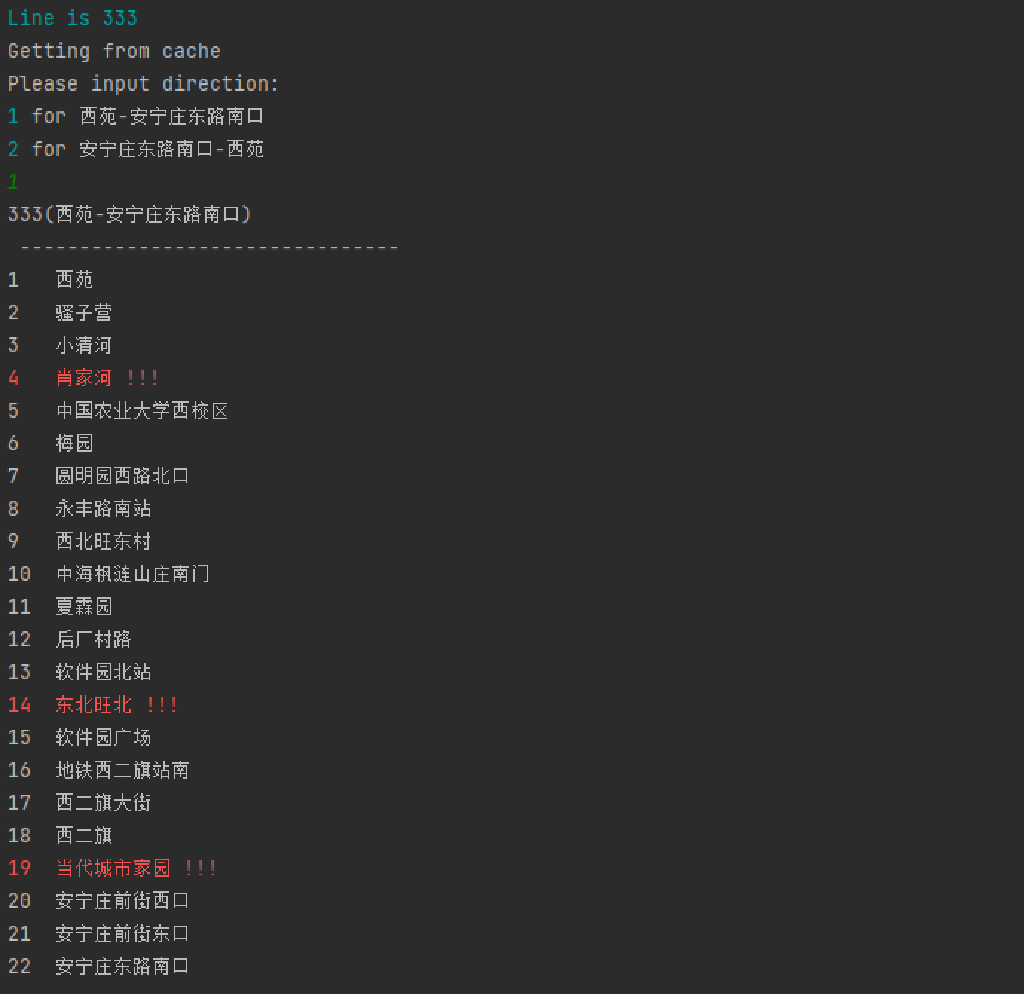 Line is 333
Getting from cache
Please input direction:
1 for 西苑-安宁庄东路南口
2 for 安宁庄东路南口-西苑
1
333(西苑-安宁庄东路南口)
--------------------------------
1 西苑
2 骚子营
3 小清河
4 肖家河 !!!
5 中国农业大学西校区
6 梅园
7 圆明园西路北口
8 永丰路南站
9 西北旺东村
10 中海枫涟山庄南门
11 夏霖园
12 后厂村路
13 软件园北站
14 东北旺北 !!!
15 软件园广场
16 地铁西二旗站南
17 西二旗大街
18 西二旗
19 当代城市家园 !!!
20 安宁庄前街西口
21 安宁庄前街东口
22 安宁庄东路南口